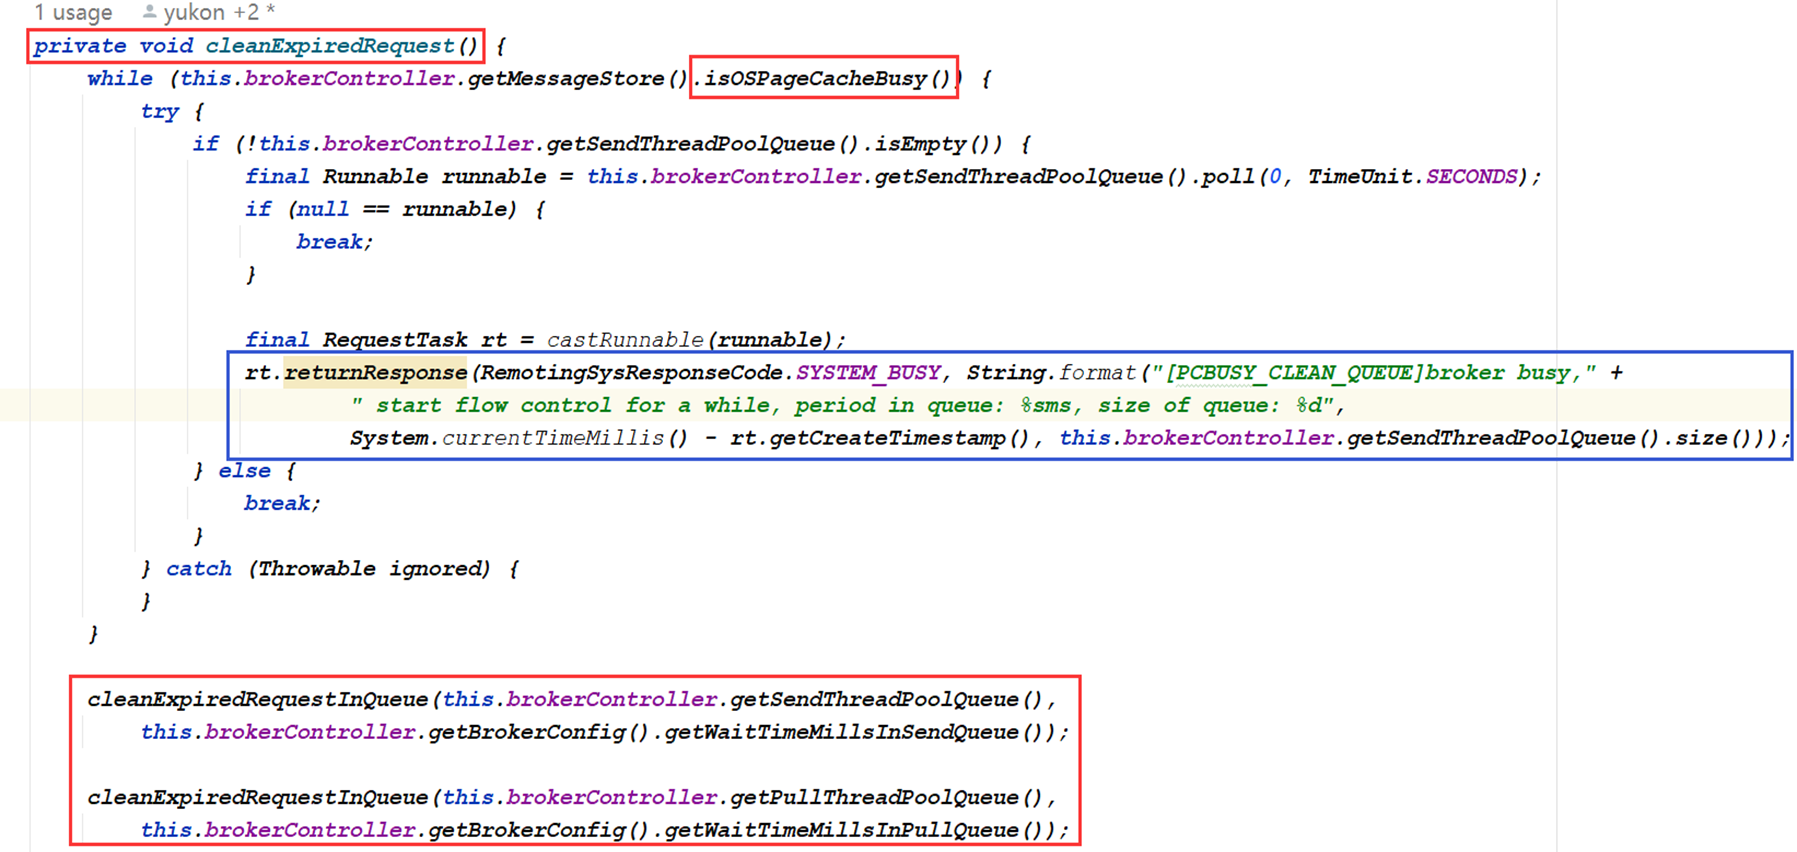 1 usage   yukon +2 *
private void cleanExpiredRequest() {
    while (this.brokerController.getMessageStore().isOSPageCacheBusy()) {
        try {
            if (!this.brokerController.getSendThreadPoolQueue().isEmpty()) {
                final Runnable runnable = this.brokerController.getSendThreadPoolQueue().poll(0, TimeUnit.SECONDS);
                if (null == runnable) {
                    break;
                }

                final RequestTask rt = castRunnable(runnable);
                rt.returnResponse(RemotingSysResponseCode.SYSTEM_BUSY, String.format("[PCBUSY_CLEAN_QUEUE]broker busy," +
                        " start flow control for a while, period in queue: %sms, size of queue: %d",
                        System.currentTimeMillis() - rt.getCreateTimestamp(), this.brokerController.getSendThreadPoolQueue().size()));
            } else {
                break;
            }
        } catch (Throwable ignored) {
        }
    }

    cleanExpiredRequestInQueue(this.brokerController.getSendThreadPoolQueue(),
        this.brokerController.getBrokerConfig().getWaitTimeMillsInSendQueue());

    cleanExpiredRequestInQueue(this.brokerController.getPullThreadPoolQueue(),
        this.brokerController.getBrokerConfig().getWaitTimeMillsInPullQueue());